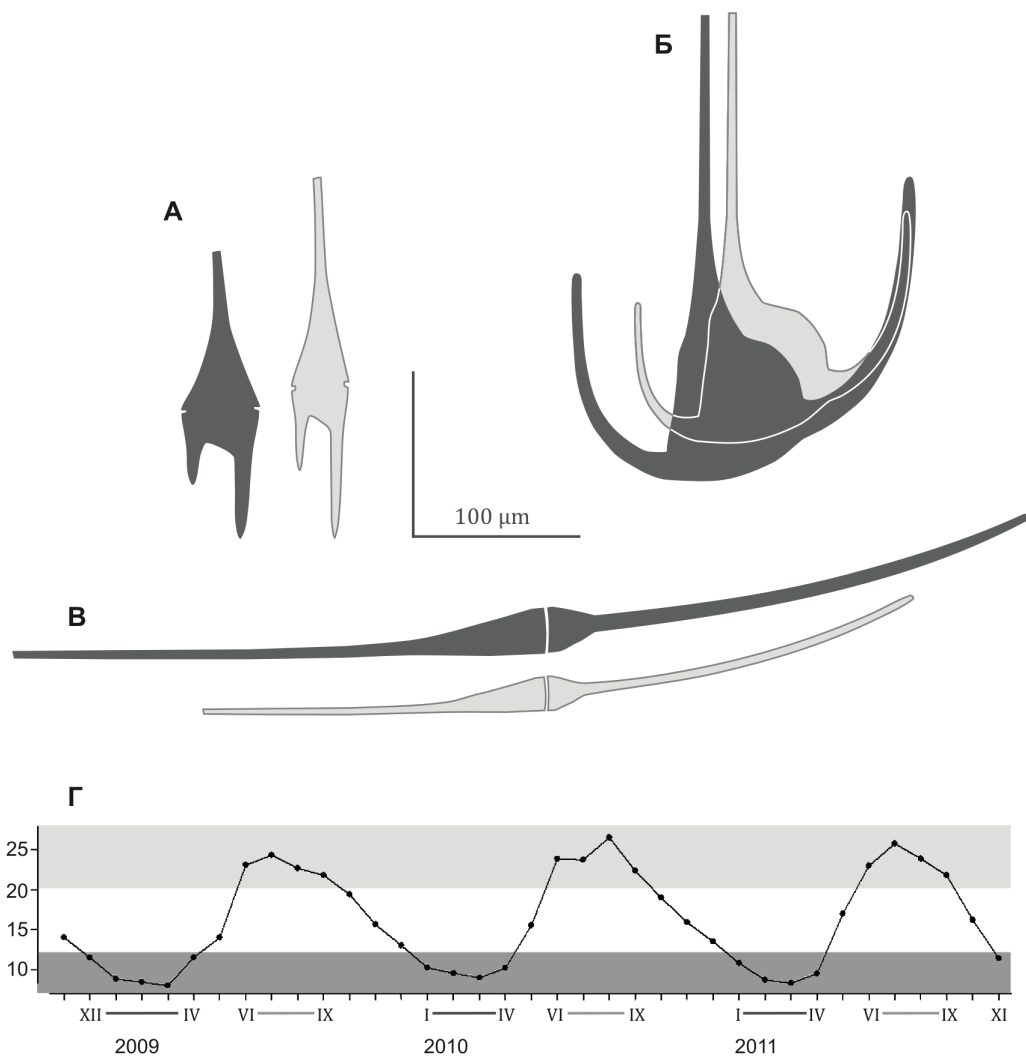 Б
А
100 µm
В
Г
25
20
15
10
XII IV VI IX I IV VI IX I IV VI IX XI
2009 2010 2011